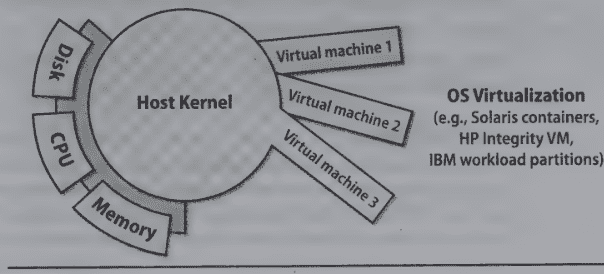 Disk
CPU
Memory
Host Kernel
Virtual machine 1
Virtual machine 2
Virtual machine 3
OS Virtualization
(e.g., Solaris containers,
HP Integrity VM,
IBM workload partitions)